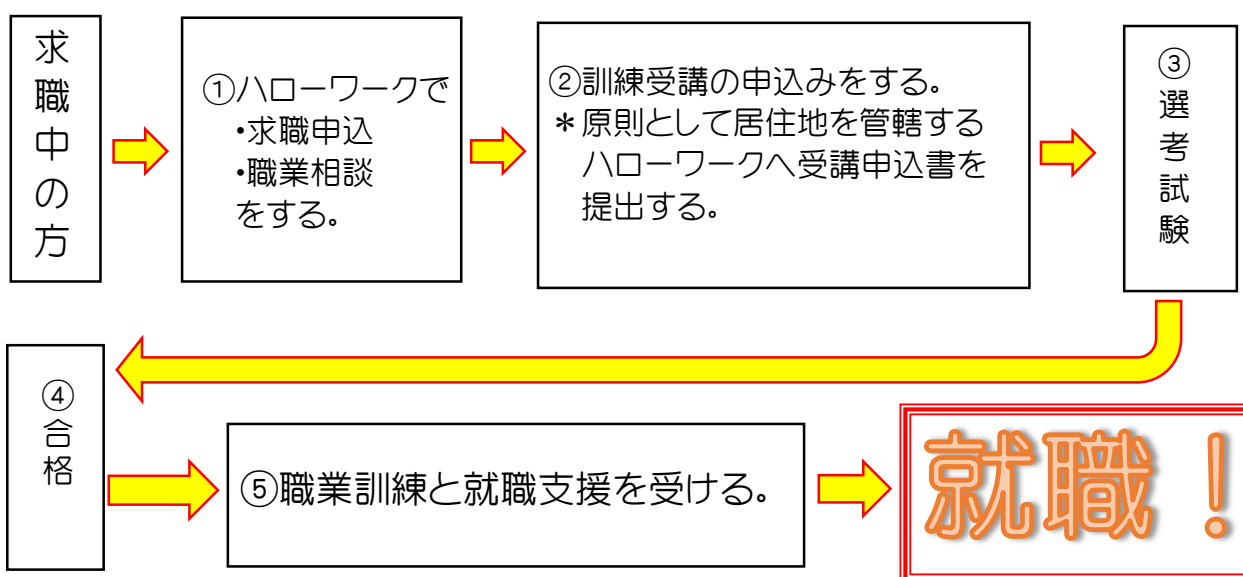 求職中の方
①ハローワークで
・求職申込
・職業相談
をする。
②訓練受講の申込みをする。
＊原則として居住地を管轄する
ハローワークへ受講申込書を
提出する。
③選考試験
④合格
⑤職業訓練と就職支援を受ける。
就職！